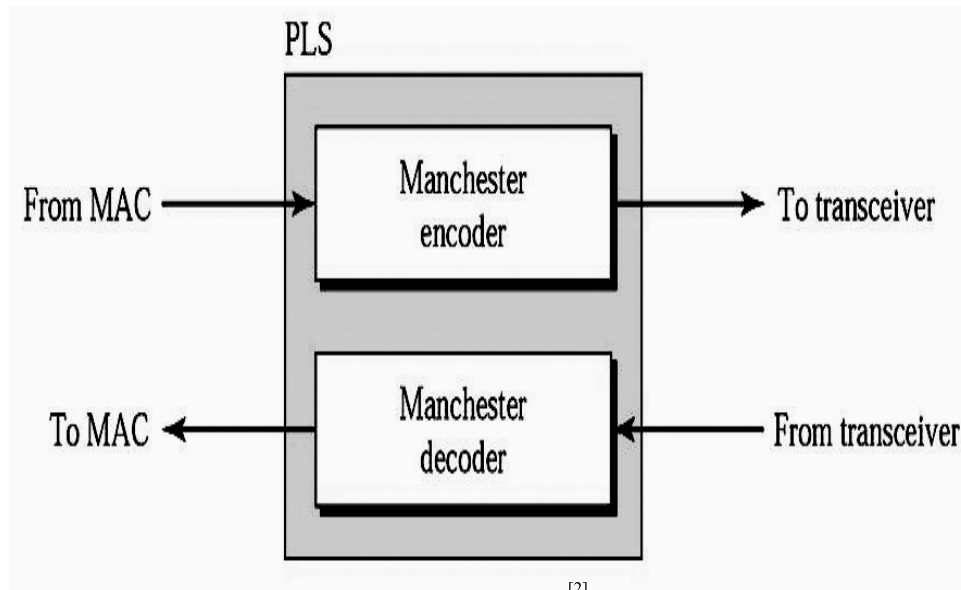 PLS
From MAC
Manchester
encoder
To transceiver
To MAC
Manchester
decoder
From transceiver
[2]